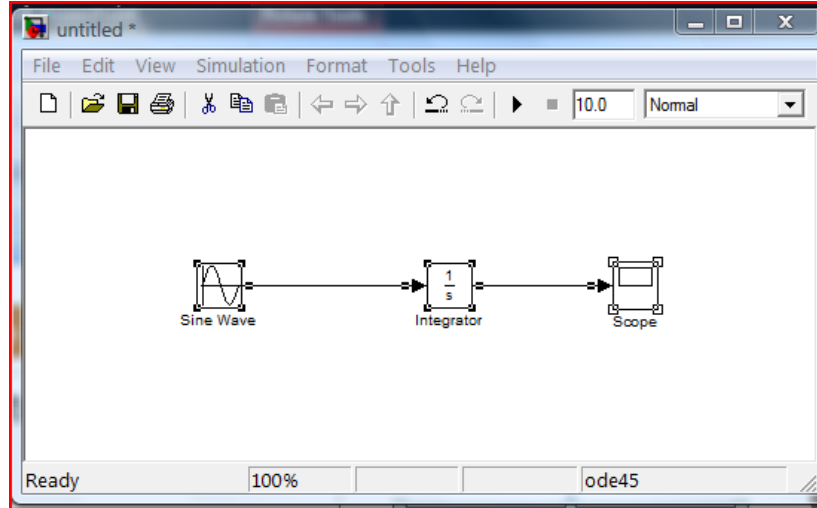 untitled *
File Edit View Simulation Format Tools Help
10.0 Normal
1
s
Sine Wave Integrator Scope
Ready 100% ode45